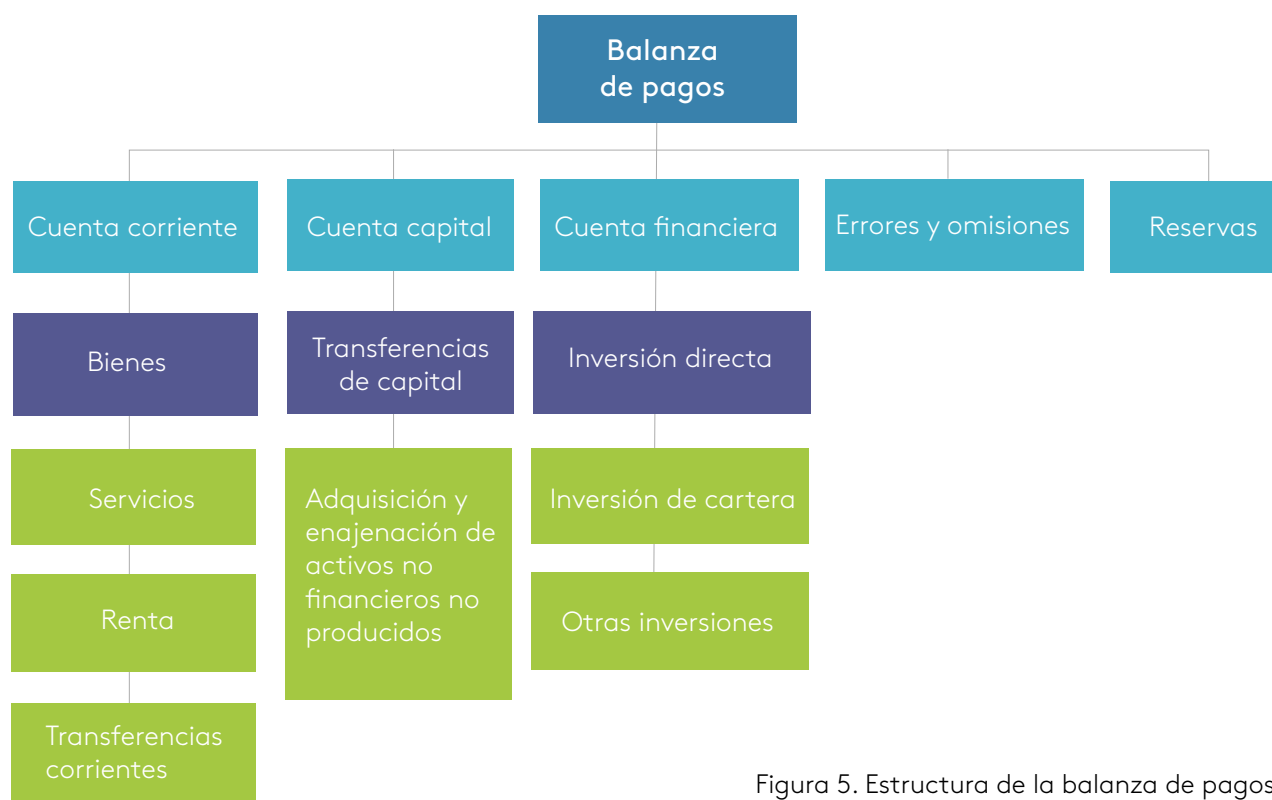 Balanza
de pagos
Cuenta corriente
Cuenta capital
Cuenta financiera
Errores y omisiones
Reservas
Bienes
Transferencias
de capital
Inversión directa
Servicios
Adquisición y
enajenación de
activos no
financieros no
producidos
Inversión de cartera
Renta
Otras inversiones
Transferencias
corrientes
Figura 5. Estructura de la balanza de pagos